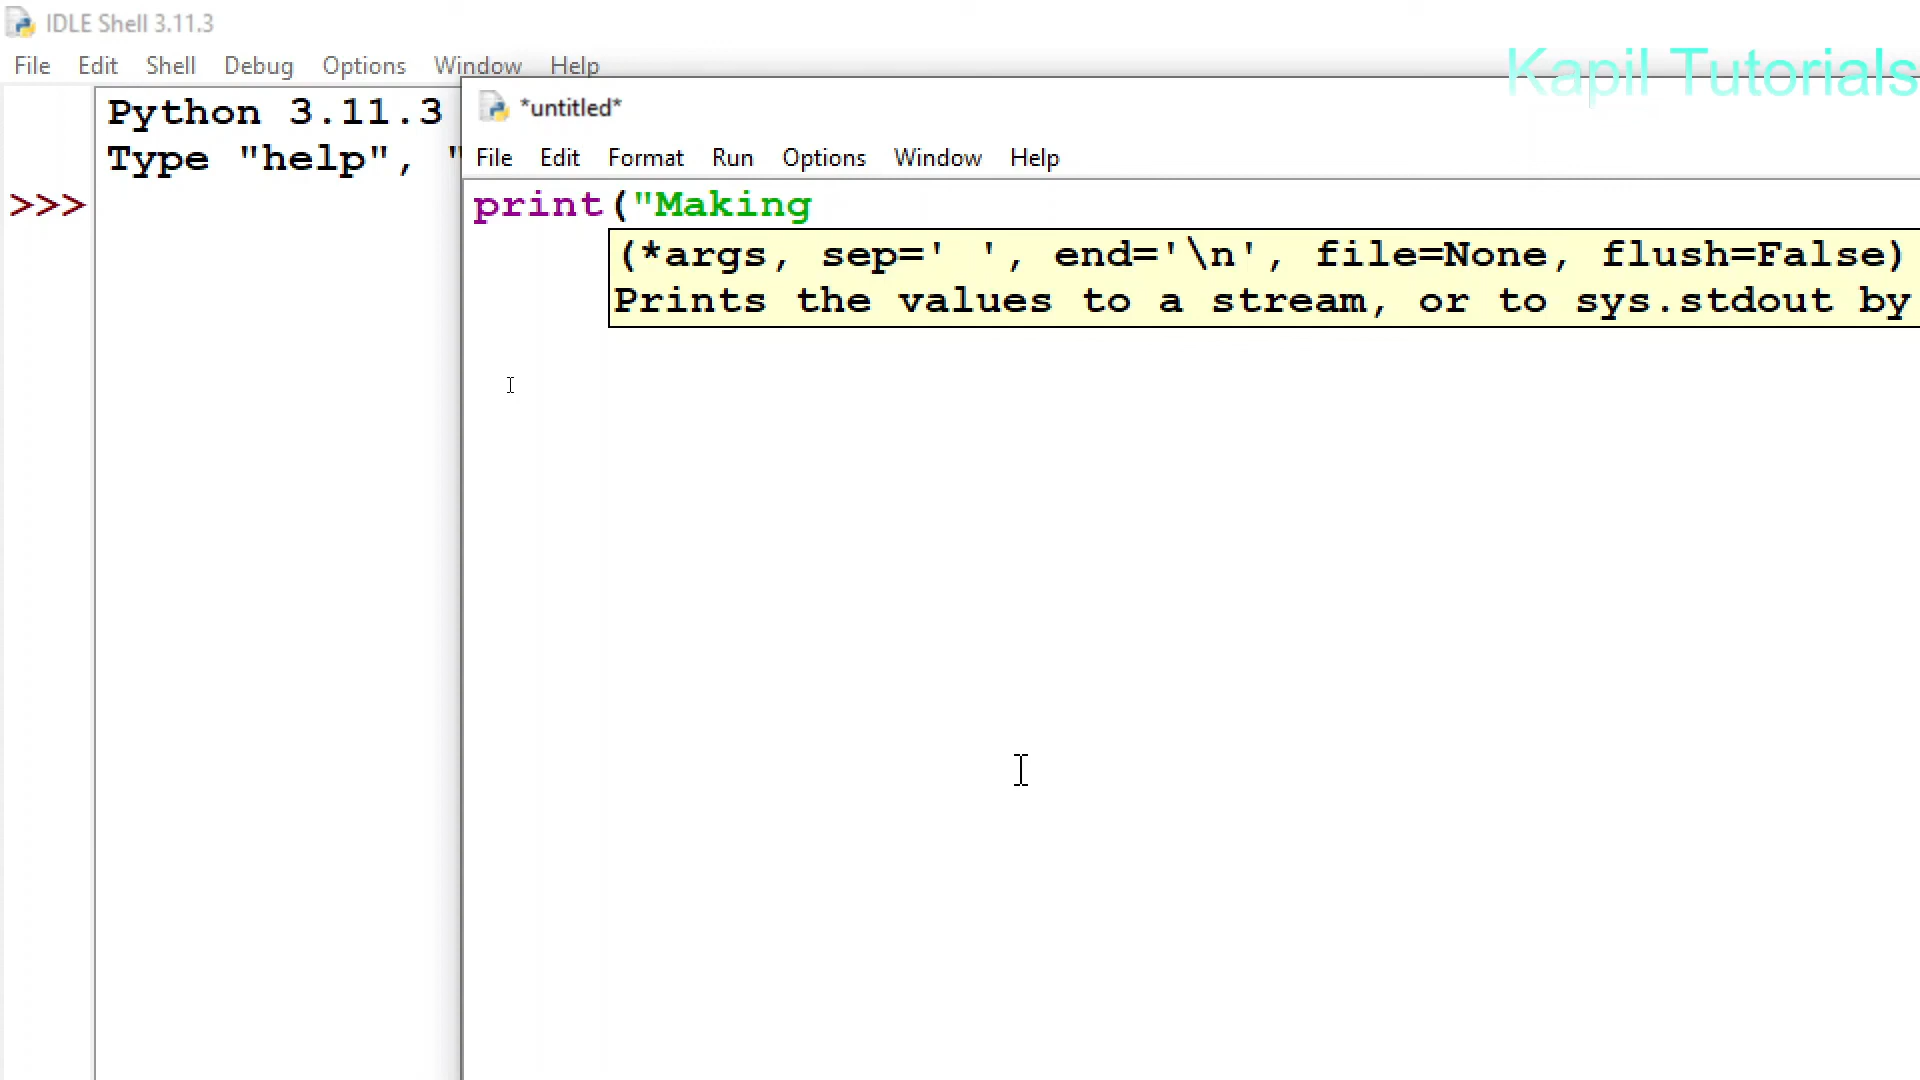 IDLE Shell 3.11.3
File Edit Shell Debug Options Window Help
Kapil Tutorials
Python 3.11.3
Type "help", "
>>>
*untitled*
File Edit Format Run Options Window Help
print("Making
(*args, sep=' ', end='\n', file=None, flush=False)
Prints the values to a stream, or to sys.stdout by